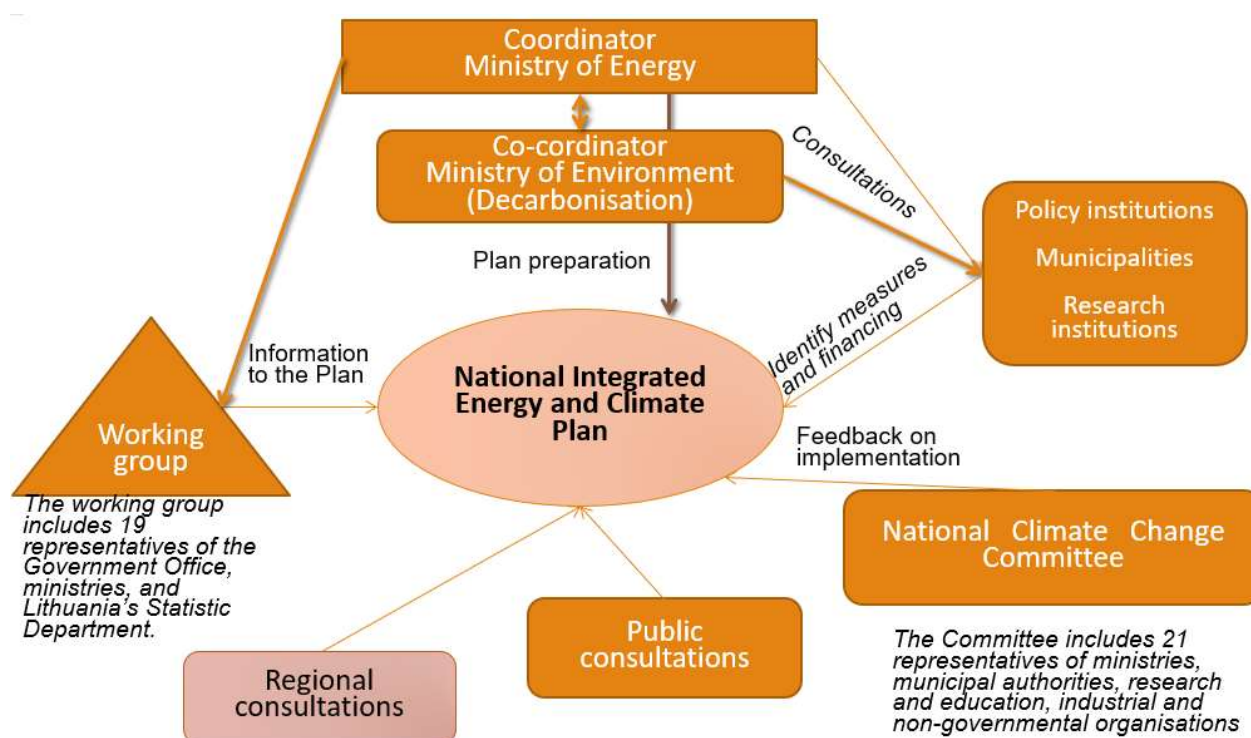 Coordinator
Ministry of Energy
Co-cordinator
Ministry of Environment
(Decarbonisation)
Consultations
Policy institutions
Municipalities
Research
institutions
Plan preparation
Identify measures
and financing
Information
to the Plan
National Integrated
Energy and Climate
Plan
Working
group
Feedback on
implementation
The working group
includes 19
representatives of the
Government Office,
ministries, and
Lithuania's Statistic
Department.
National Climate Change
Committee
Public
consultations
Regional
consultations
The Committee includes 21
representatives of ministries,
municipal authorities, research
and education, industrial and
non-governmental organisations